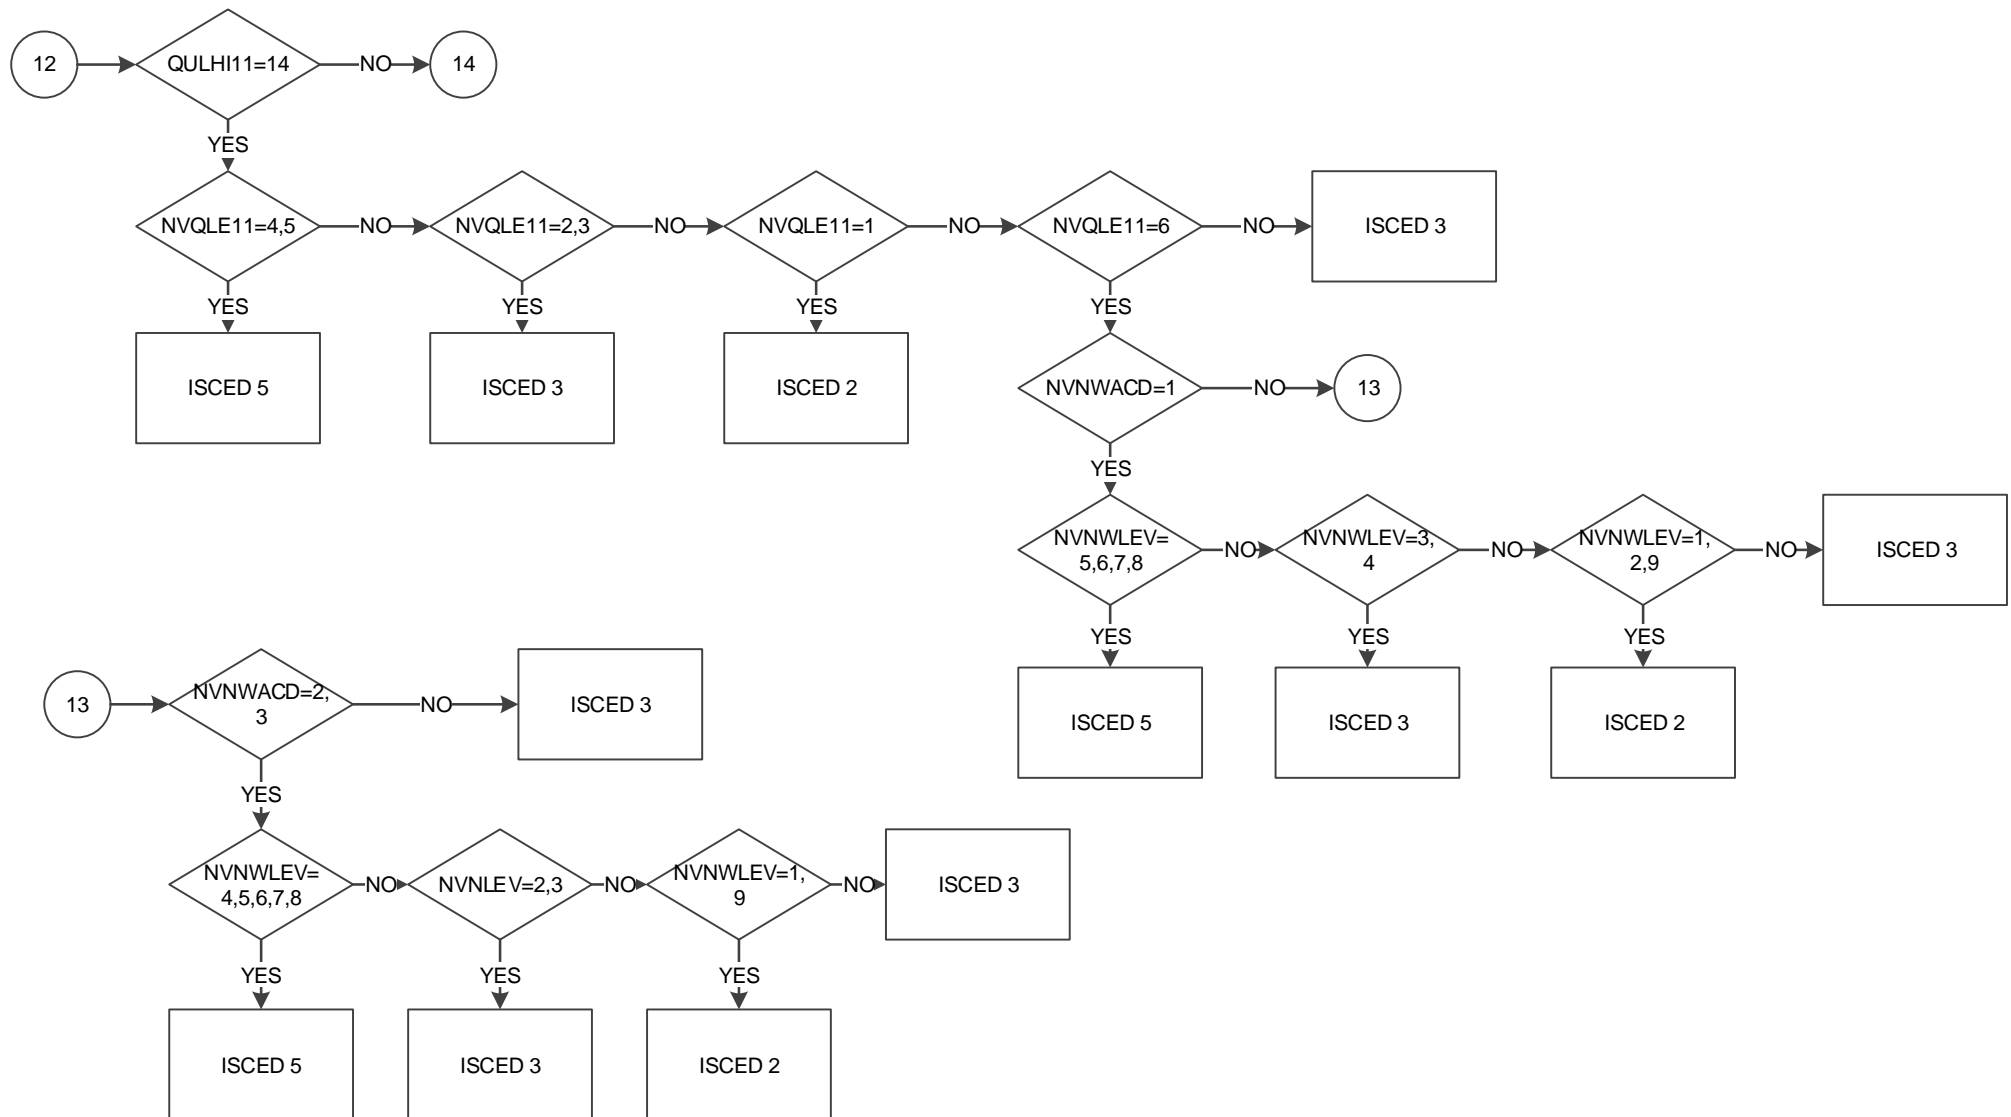 12
QULHI11=14
NO
14
YES
NVQLE11=4,5
NO
NVQLE11=2,3
NO
NVQLE11=1
NO
NVQLE11=6
NO
ISCED 3
YES
YES
YES
YES
ISCED 5
ISCED 3
ISCED 2
NVNWACD=1
NO
13
YES
NVNWLEV=
5,6,7,8
NO
NVNWLEV=3,
4
NO
NVNWLEV=1,
2,9
NO
ISCED 3
YES
YES
YES
ISCED 5
ISCED 3
ISCED 2
13
NVNWACD=2,
3
NO
ISCED 3
YES
NVNWLEV=
4,5,6,7,8
NO
NVNLEV=2,3
NO
NVNWLEV=1,
9
NO
ISCED 3
YES
YES
YES
ISCED 5
ISCED 3
ISCED 2